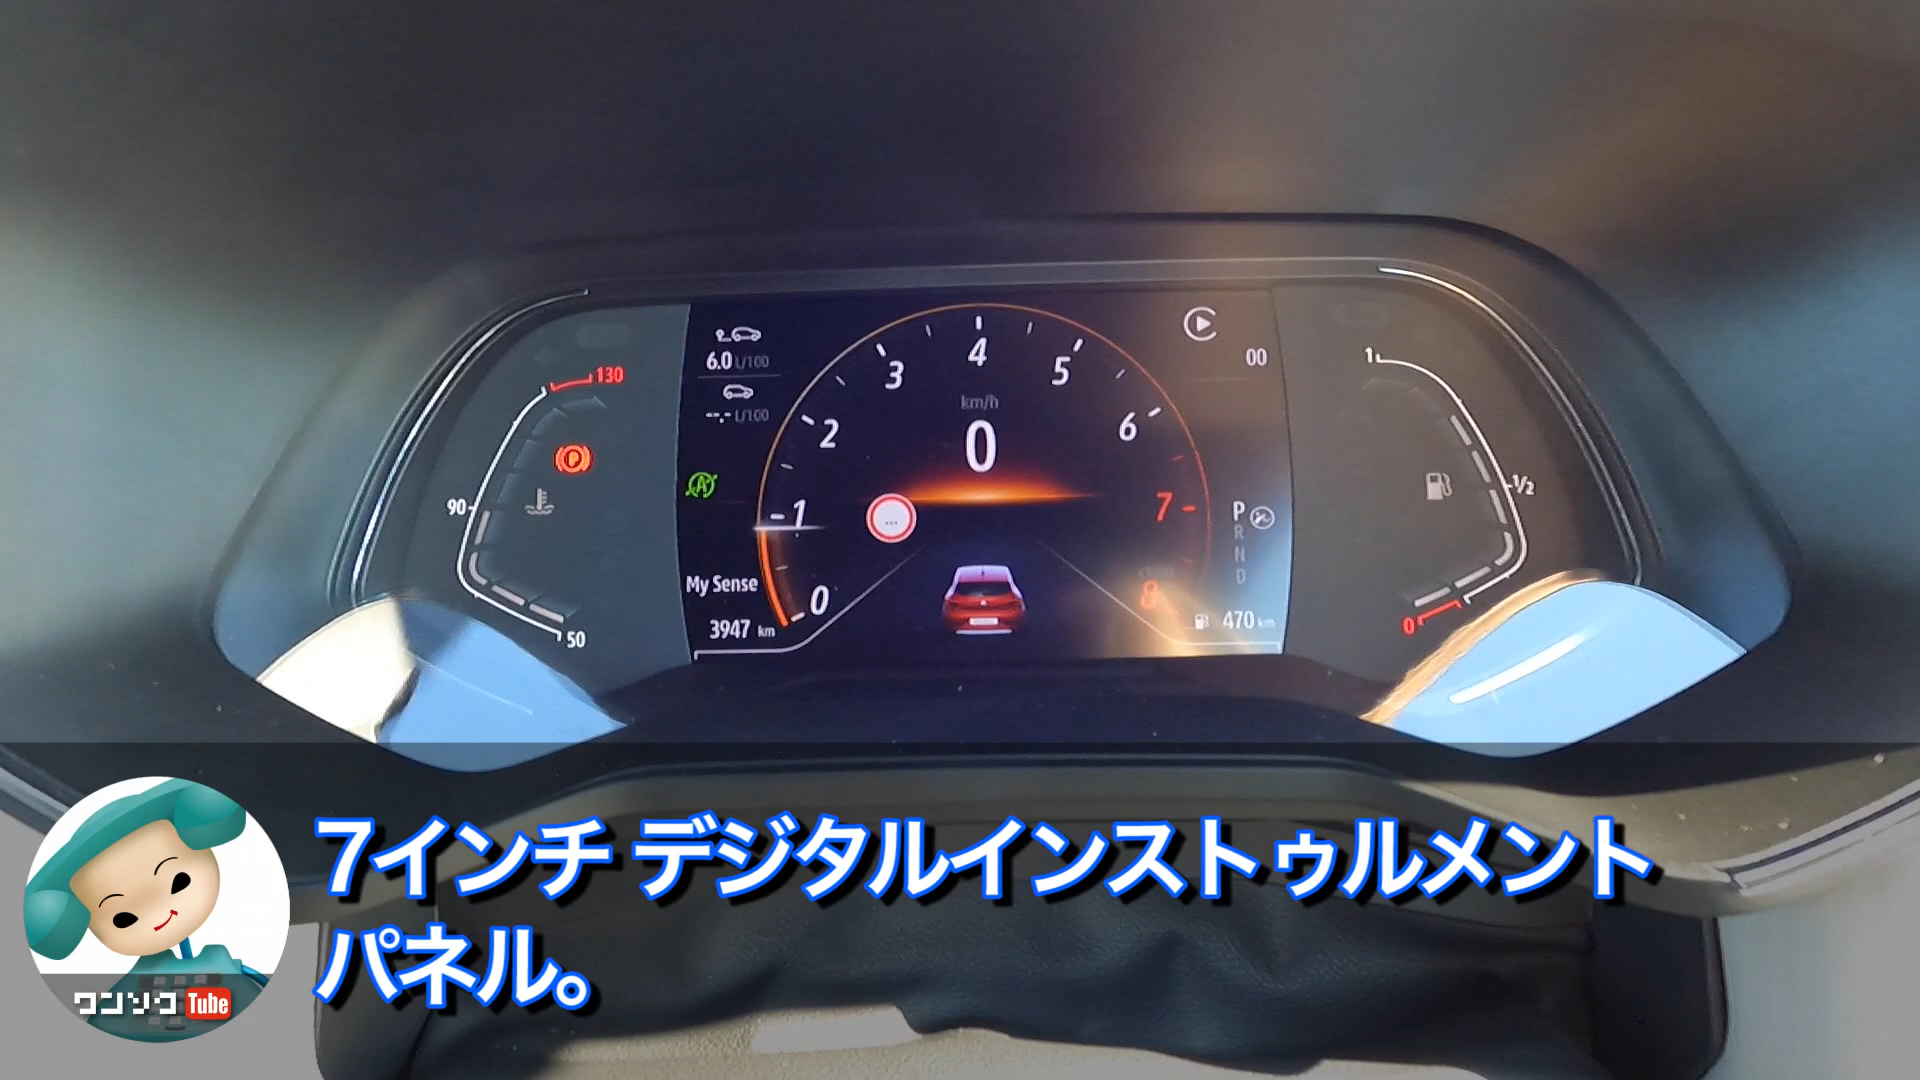 130
90
50
6.0 L/100
--.- L/100
A
P
My Sense
3947 km
0
1
2
3
4
5
6
7
8
km/h
0
...
00
P
R
N
D
470 km
1
1/2
0
7インチ デジタルインストゥルメント
パネル。
ワンソク Tube